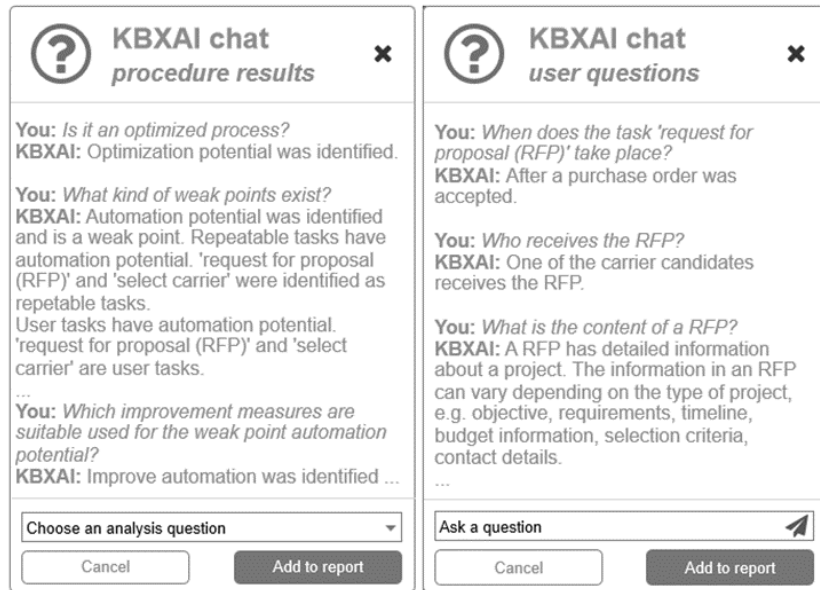 KBXAI chat
procedure results
You: Is it an optimized process?
KBXAI: Optimization potential was identified.
You: What kind of weak points exist?
KBXAI: Automation potential was identified
and is a weak point. Repeatable tasks have
automation potential. 'request for proposal
(RFP)' and 'select carrier' were identified as
repetable tasks.
User tasks have automation potential.
'request for proposal (RFP)' and 'select
carrier' are user tasks.
...
You: Which improvement measures are
suitable used for the weak point automation
potential?
KBXAI: Improve automation was identified ...
Choose an analysis question
Cancel
Add to report
KBXAI chat
user questions
You: When does the task 'request for
proposal (RFP)' take place?
KBXAI: After a purchase order was
accepted.
You: Who receives the RFP?
KBXAI: One of the carrier candidates
receives the RFP.
You: What is the content of a RFP?
KBXAI: A RFP has detailed information
about a project. The information in an RFP
can vary depending on the type of project,
e.g. objective, requirements, timeline,
budget information, selection criteria,
contact details.
...
Ask a question
Cancel
Add to report